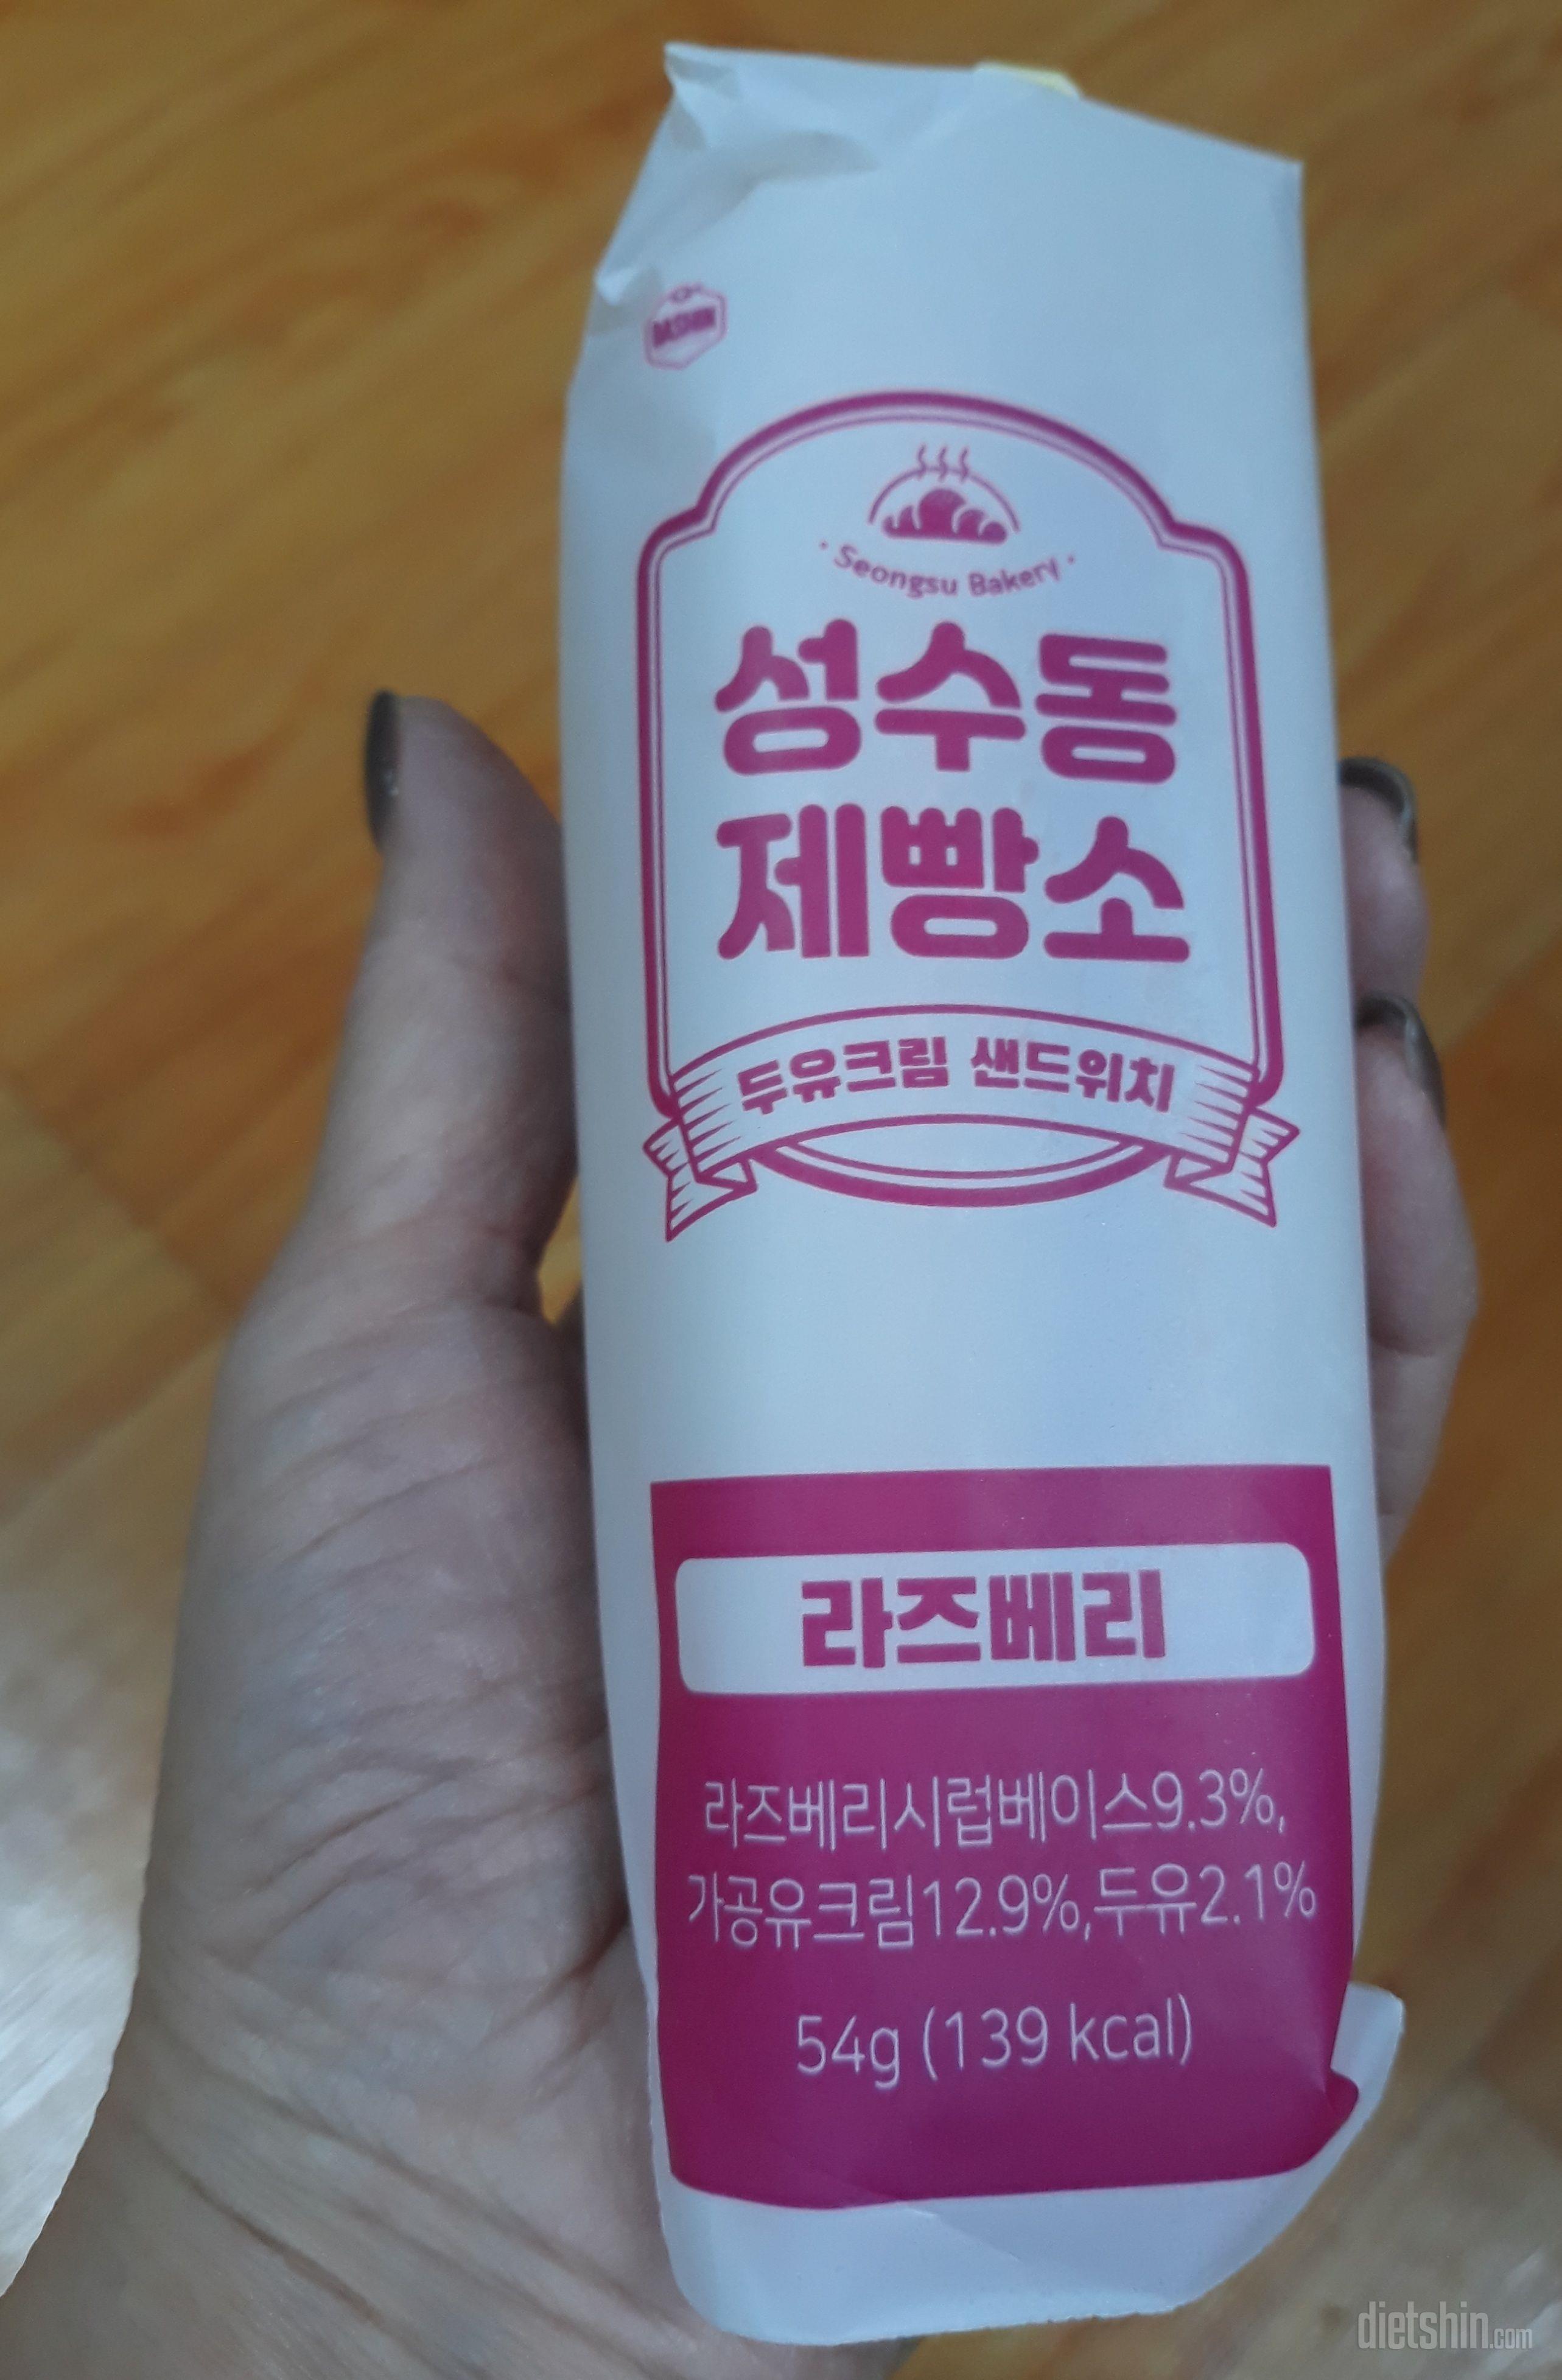 DASHIN
· Seongsu Bakery ·
성수동
제빵소
두유크림 샌드위치
라즈베리
라즈베리시럽베이스9.3%,
가공유크림12.9%,두유2.1%
54g (139 kcal)
dietshin.com